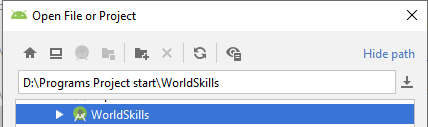 Open File or Project
Hide path
D:\Programs Project start\WorldSkills
WorldSkills